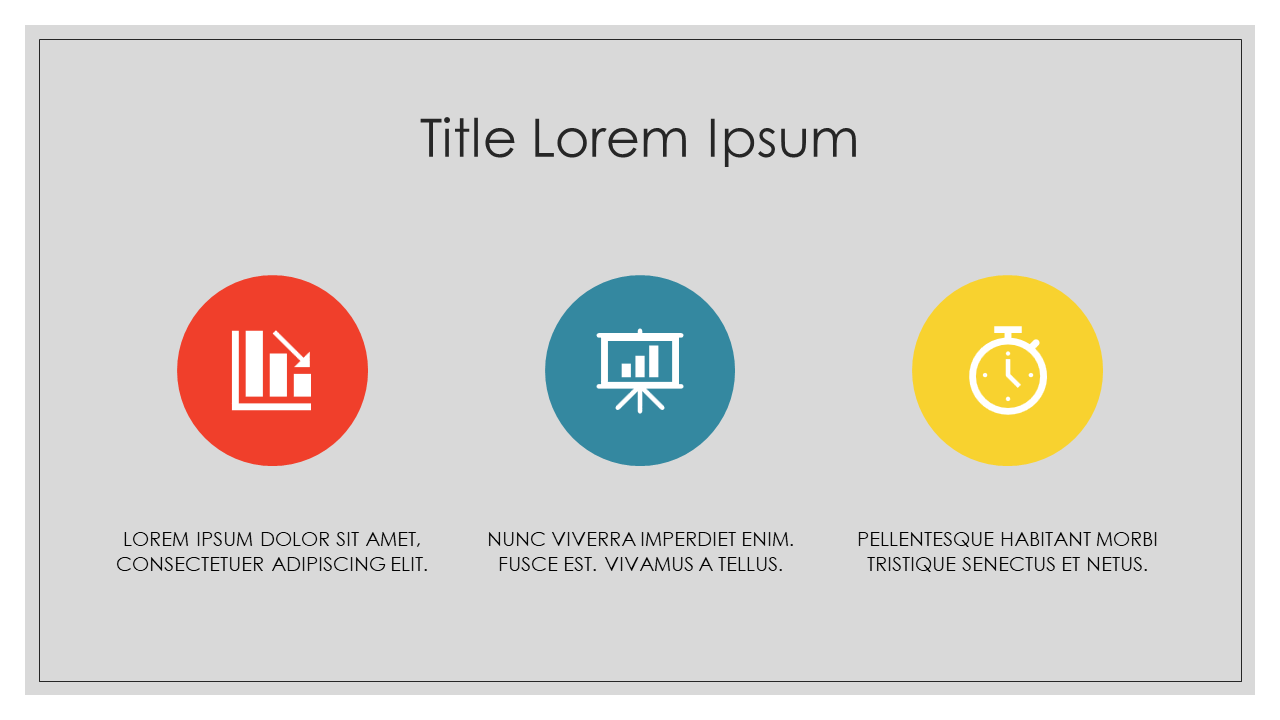 Title Lorem Ipsum
LOREM IPSUM DOLOR SIT AMET,
CONSECTETUER ADIPISCING ELIT.
NUNC VIVERRA IMPERDIET ENIM.
FUSCE EST. VIVAMUS A TELLUS.
PELLENTESQUE HABITANT MORBI
TRISTIQUE SENECTUS ET NETUS.